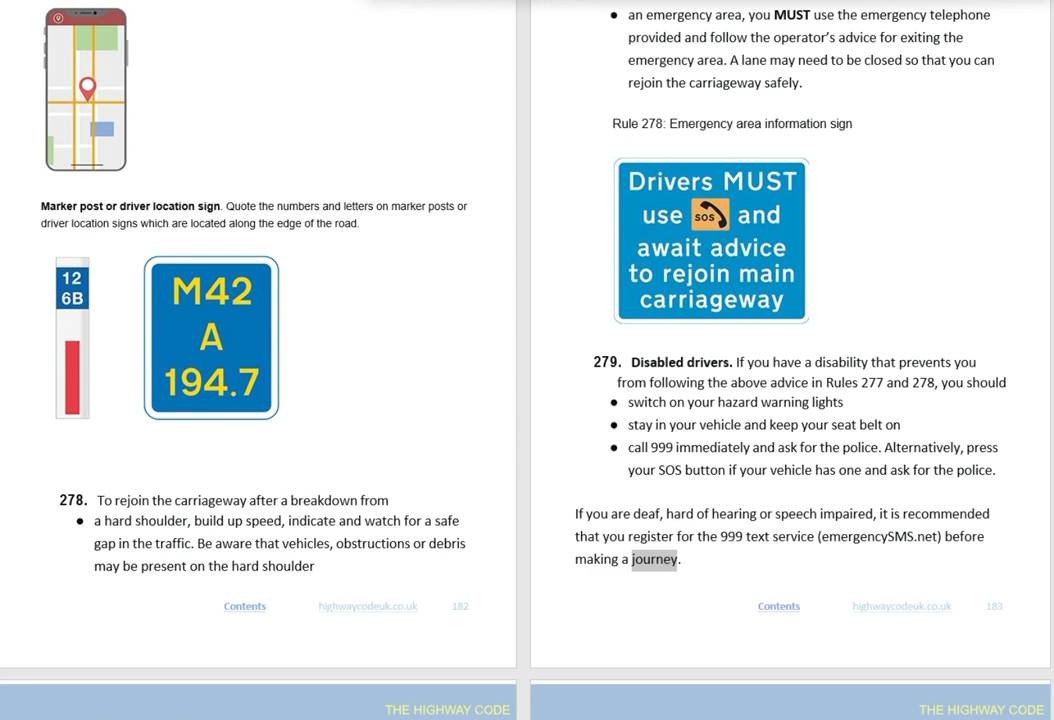 Marker post or driver location sign. Quote the numbers and letters on marker posts or
driver location signs which are located along the edge of the road.
12
6B
M42
A
194.7
278. To rejoin the carriageway after a breakdown from
● a hard shoulder, build up speed, indicate and watch for a safe
gap in the traffic. Be aware that vehicles, obstructions or debris
may be present on the hard shoulder
Contents highwaycodeuk.co.uk 182
THE HIGHWAY CODE
● an emergency area, you MUST use the emergency telephone
provided and follow the operator's advice for exiting the
emergency area. A lane may need to be closed so that you can
rejoin the carriageway safely.
Rule 278: Emergency area information sign
Drivers MUST
use SOS and
await advice
to rejoin main
carriageway
279. Disabled drivers. If you have a disability that prevents you
from following the above advice in Rules 277 and 278, you should
● switch on your hazard warning lights
● stay in your vehicle and keep your seat belt on
● call 999 immediately and ask for the police. Alternatively, press
your SOS button if your vehicle has one and ask for the police.
If you are deaf, hard of hearing or speech impaired, it is recommended
that you register for the 999 text service (emergencySMS.net) before
making a journey.
Contents highwaycodeuk.co.uk 183
THE HIGHWAY CODE